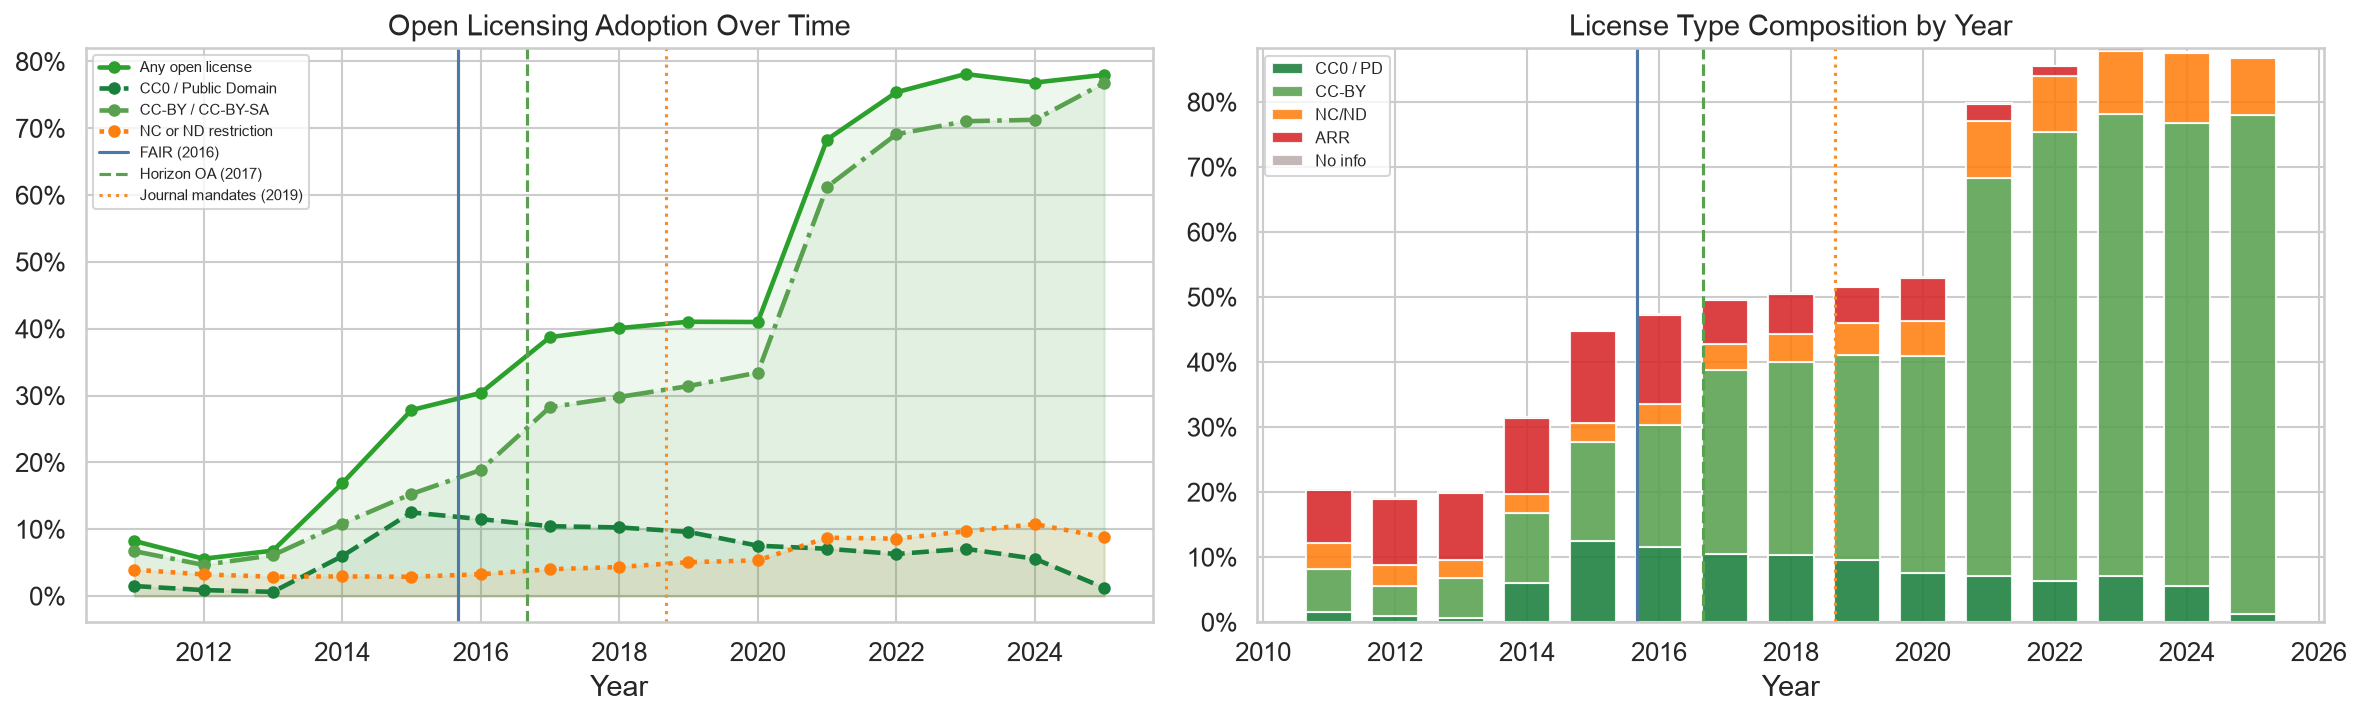 Open Licensing Adoption Over Time
80%
70%
60%
50%
40%
30%
20%
10%
0%
Any open license
CC0 / Public Domain
CC-BY / CC-BY-SA
NC or ND restriction
FAIR (2016)
Horizon OA (2017)
Journal mandates (2019)
2012 2014 2016 2018 2020 2022 2024
Year
License Type Composition by Year
80%
70%
60%
50%
40%
30%
20%
10%
0%
CC0 / PD
CC-BY
NC/ND
ARR
No info
2010 2012 2014 2016 2018 2020 2022 2024 2026
Year